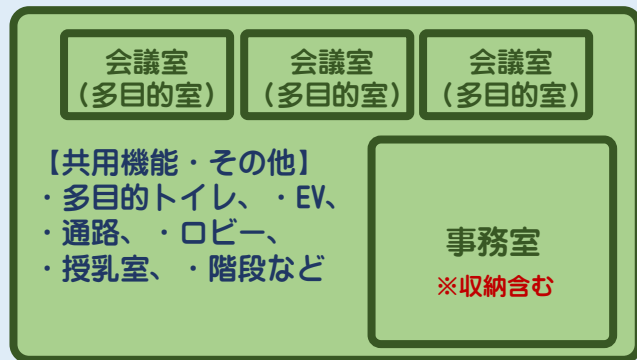 会議室
（多目的室）
会議室
（多目的室）
会議室
（多目的室）
【共用機能・その他】
・多目的トイレ、・EV、
・通路、・ロビー、
・授乳室、・階段など
事務室
※収納含む